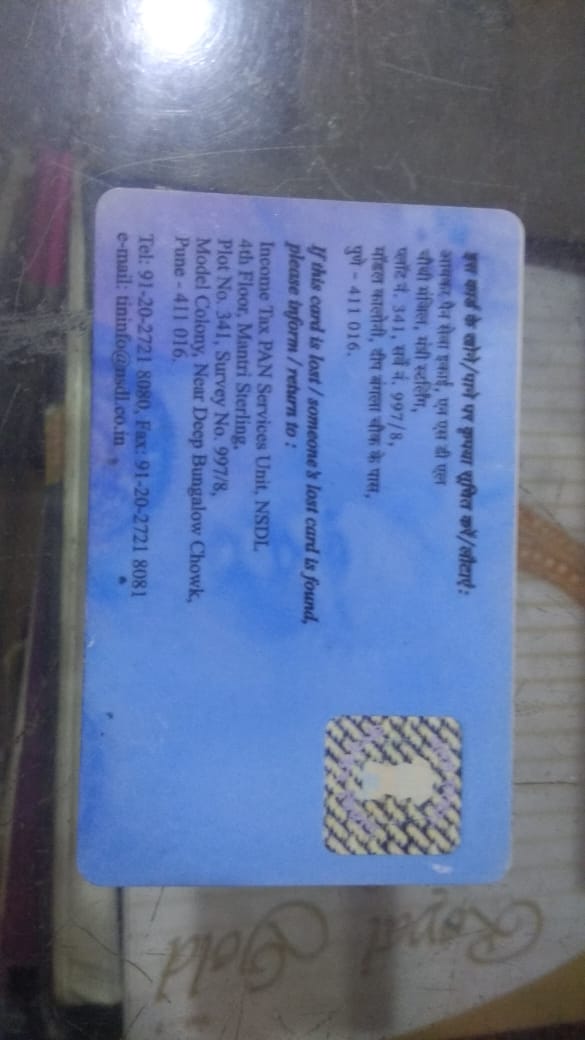 इस कार्ड के खोने/पाने पर कृपया सूचित करें/लौटाएं :
आयकर पैन सेवा इकाई, एन एस डी एल
चौथी मंज़िल, मंत्री स्टर्लिंग,
प्लॉट नं. 341, सर्वे नं. 997/8,
मॉडल कालोनी, दीप बंगला चौक के पास,
पुणे - 411 016.
If this card is lost / someone's lost card is found,
please inform / return to :
Income Tax PAN Services Unit, NSDL
4th Floor, Mantri Sterling,
Plot No. 341, Survey No. 997/8,
Model Colony, Near Deep Bungalow Chowk,
Pune - 411 016.
Tel: 91-20-2721 8080, Fax: 91-20-2721 8081
e-mail: tininfo@nsdl.co.in
Royal Gold